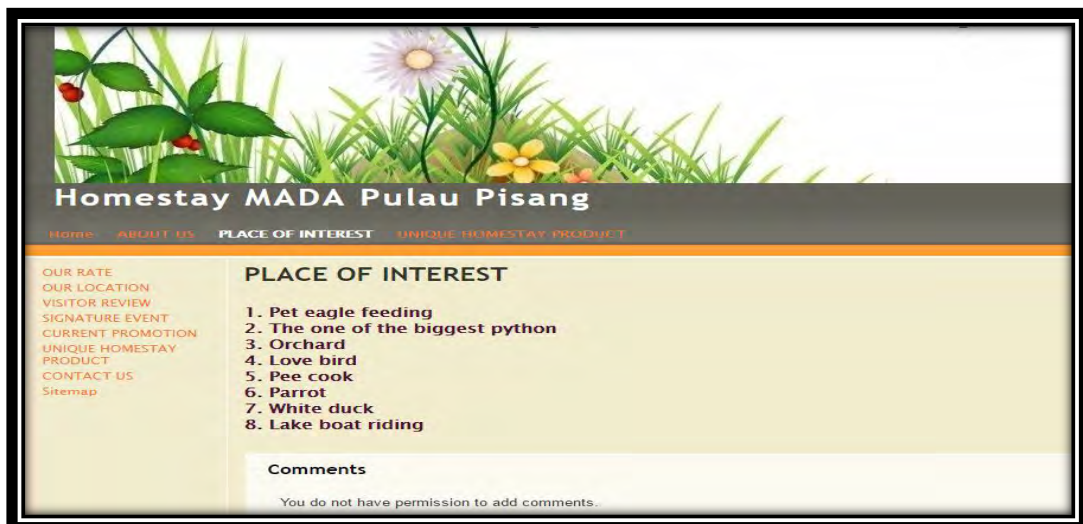 Homestay MADA Pulau Pisang
Home ABOUT US PLACE OF INTEREST UNIQUE HOMESTAY PRODUCT
OUR RATE
OUR LOCATION
VISITOR REVIEW
SIGNATURE EVENT
CURRENT PROMOTION
UNIQUE HOMESTAY
PRODUCT
CONTACT US
Sitemap
PLACE OF INTEREST
1. Pet eagle feeding
2. The one of the biggest python
3. Orchard
4. Love bird
5. Pee cook
6. Parrot
7. White duck
8. Lake boat riding
Comments
You do not have permission to add comments.